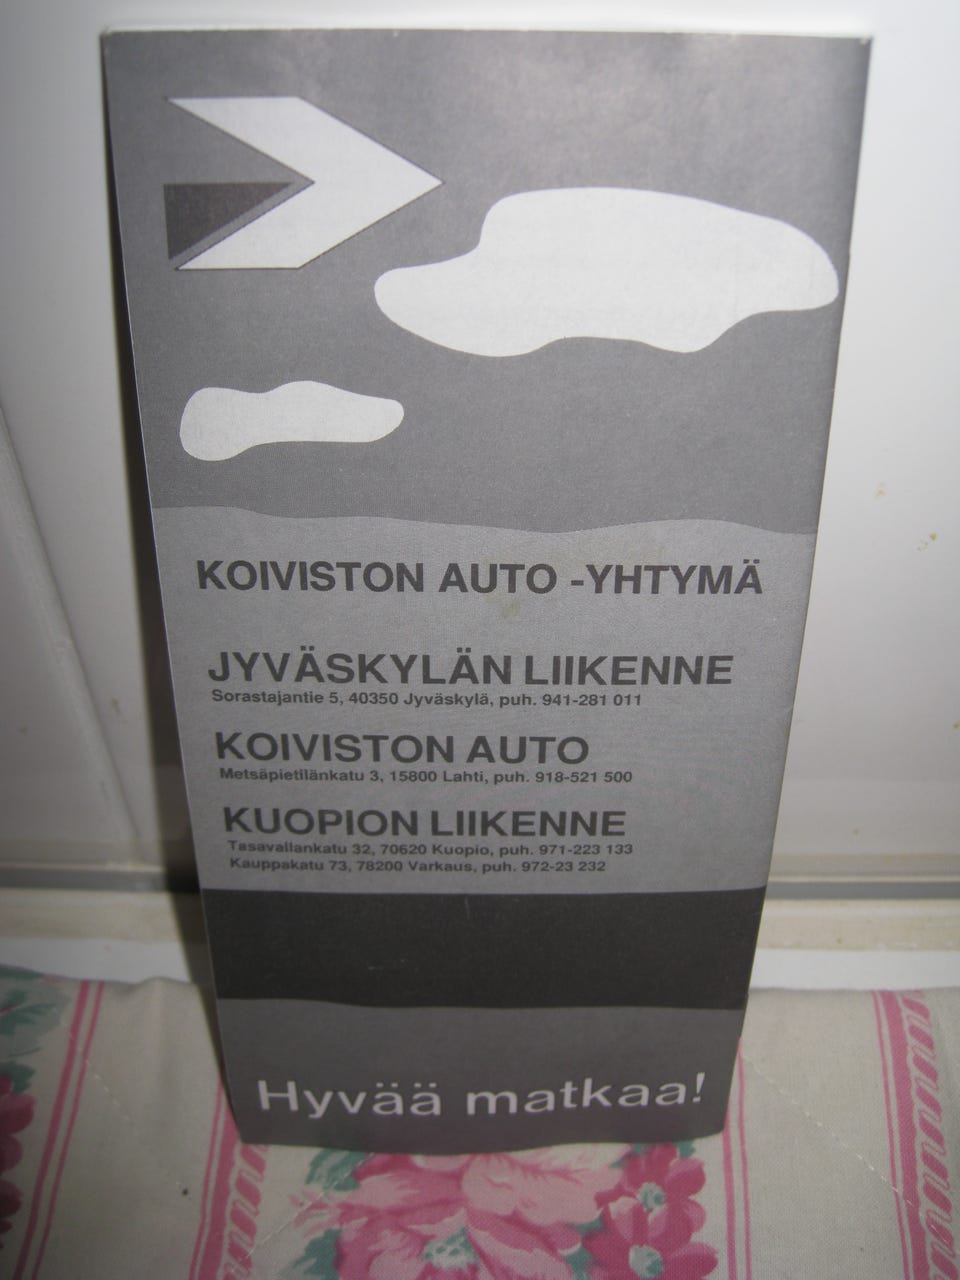 KOIVISTON AUTO -YHTYMÄ
JYVÄSKYLÄN LIIKENNE
Sorastajantie 5, 40350 Jyväskylä, puh. 941-281 011
KOIVISTON AUTO
Metsäpietilänkatu 3, 15800 Lahti, puh. 918-521 500
KUOPION LIIKENNE
Tasavallankatu 32, 70620 Kuopio, puh. 971-223 133
Kauppakatu 73, 78200 Varkaus, puh. 972-23 232
Hyvää matkaa!